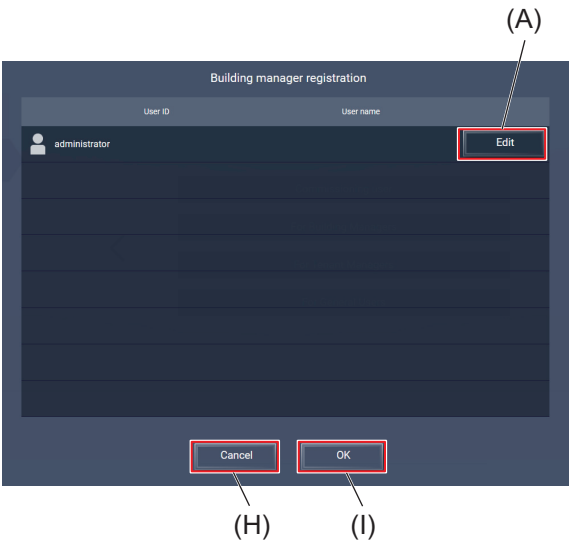 (A)
Building manager registration
User ID User name
administrator Edit
Cancel OK
(H) (I)